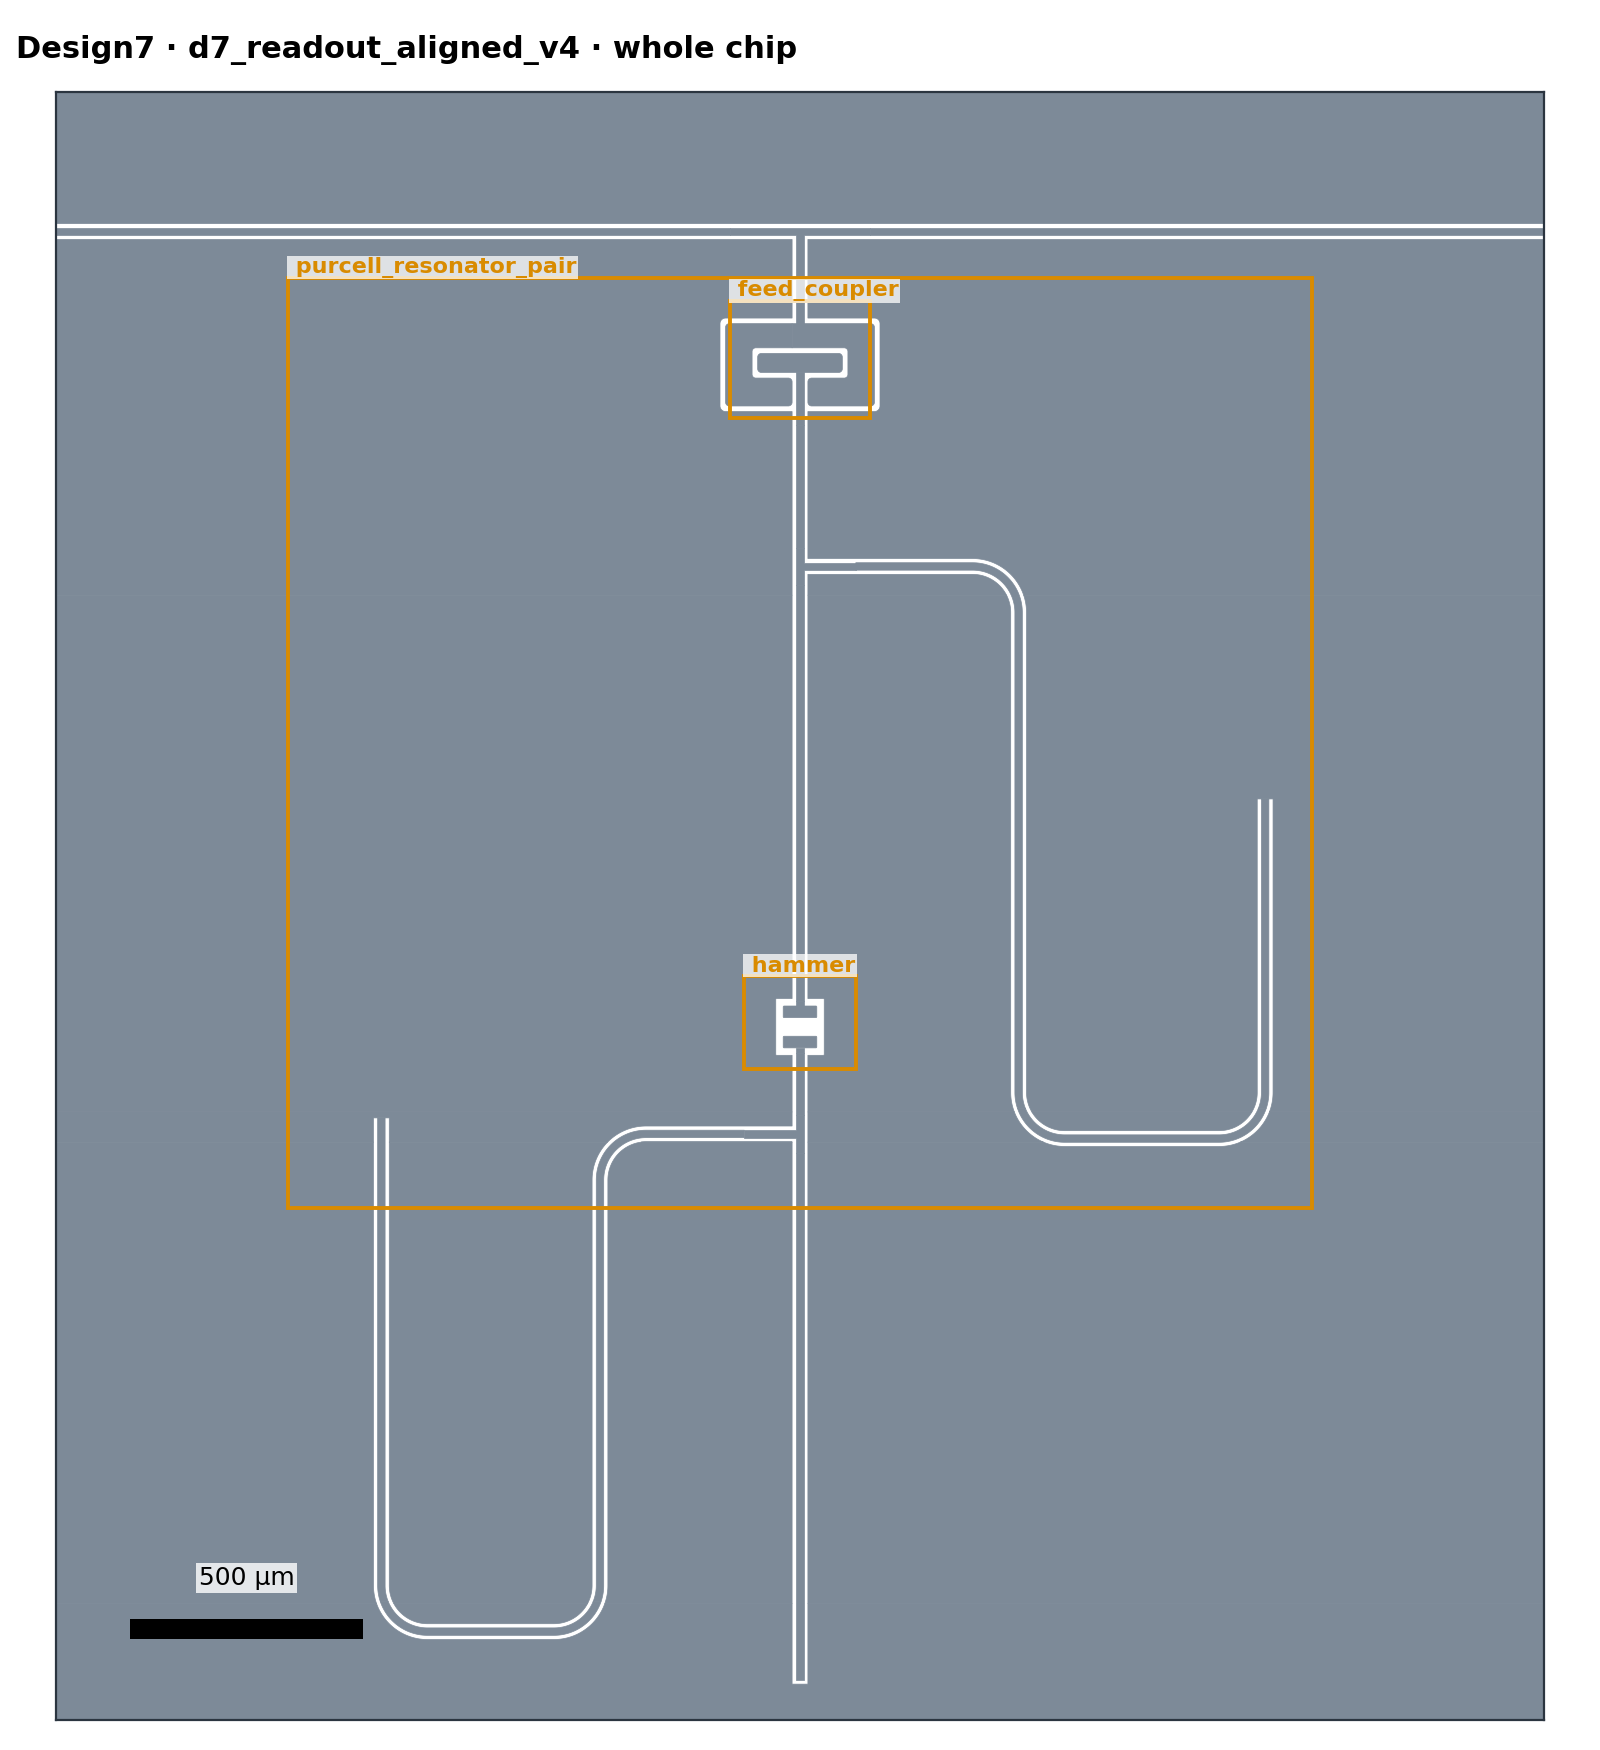 Design7 · d7_readout_aligned_v4 · whole chip
purcell_resonator_pair
feed_coupler
hammer
500 µm